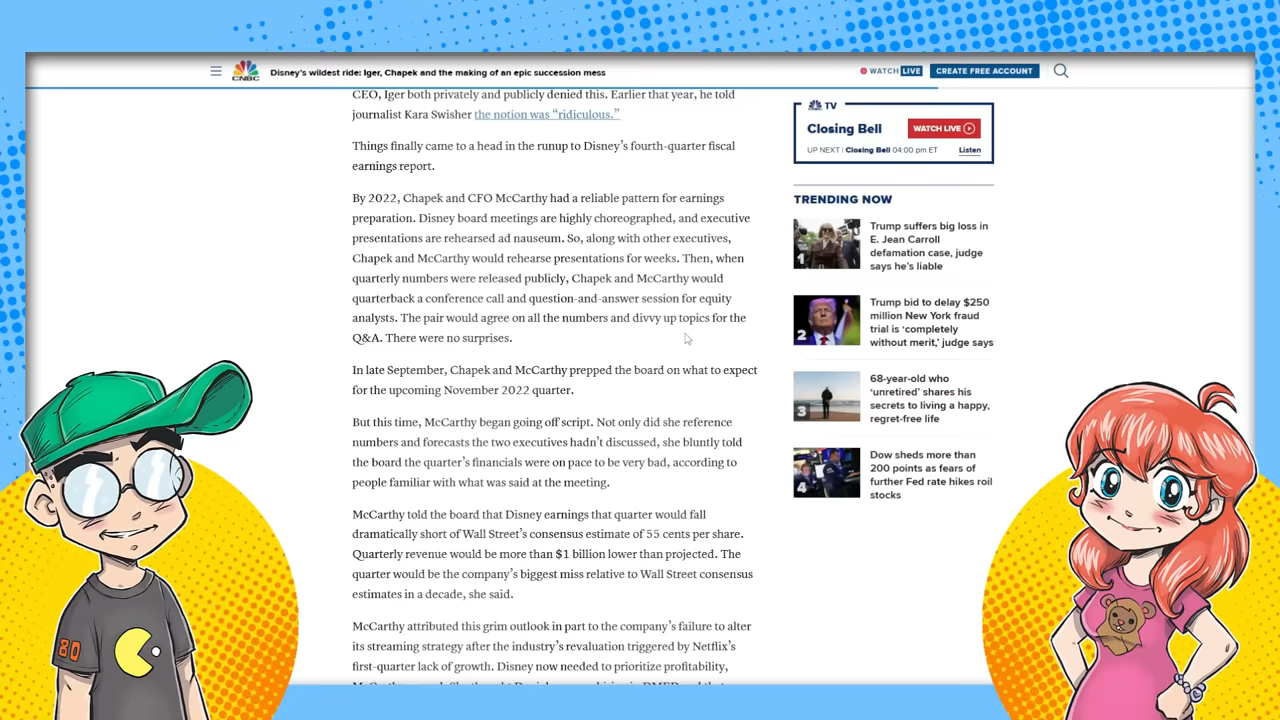 CNBC
Disney's wildest ride: Iger, Chapek and the making of an epic succession mess
WATCH LIVE
CREATE FREE ACCOUNT
CEO, Iger both privately and publicly denied this. Earlier that year, he told
journalist Kara Swisher the notion was “ridiculous.”
Things finally came to a head in the runup to Disney’s fourth-quarter fiscal
earnings report.
By 2022, Chapek and CFO McCarthy had a reliable pattern for earnings
preparation. Disney board meetings are highly choreographed, and executive
presentations are rehearsed ad nauseum. So, along with other executives,
Chapek and McCarthy would rehearse presentations for weeks. Then, when
quarterly numbers were released publicly, Chapek and McCarthy would
quarterback a conference call and question-and-answer session for equity
analysts. The pair would agree on all the numbers and divvy up topics for the
Q&A. There were no surprises.
In late September, Chapek and McCarthy prepped the board on what to expect
for the upcoming November 2022 quarter.
But this time, McCarthy began going off script. Not only did she reference
numbers and forecasts the two executives hadn’t discussed, she bluntly told
the board the quarter’s financials were on pace to be very bad, according to
people familiar with what was said at the meeting.
McCarthy told the board that Disney earnings that quarter would fall
dramatically short of Wall Street’s consensus estimate of 55 cents per share.
Quarterly revenue would be more than $1 billion lower than projected. The
quarter would be the company’s biggest miss relative to Wall Street consensus
estimates in a decade, she said.
McCarthy attributed this grim outlook in part to the company’s failure to alter
its streaming strategy after the industry’s revaluation triggered by Netflix’s
first-quarter lack of growth. Disney now needed to prioritize profitability,
TV
Closing Bell
WATCH LIVE
UP NEXT | Closing Bell 04:00 pm ET
Listen
TRENDING NOW
1
Trump suffers big loss in
E. Jean Carroll
defamation case, judge
says he’s liable
2
Trump bid to delay $250
million New York fraud
trial is ‘completely
without merit,’ judge says
3
68-year-old who
‘unretired’ shares his
secrets to living a happy,
regret-free life
4
Dow sheds more than
200 points as fears of
further Fed rate hikes roil
stocks
80